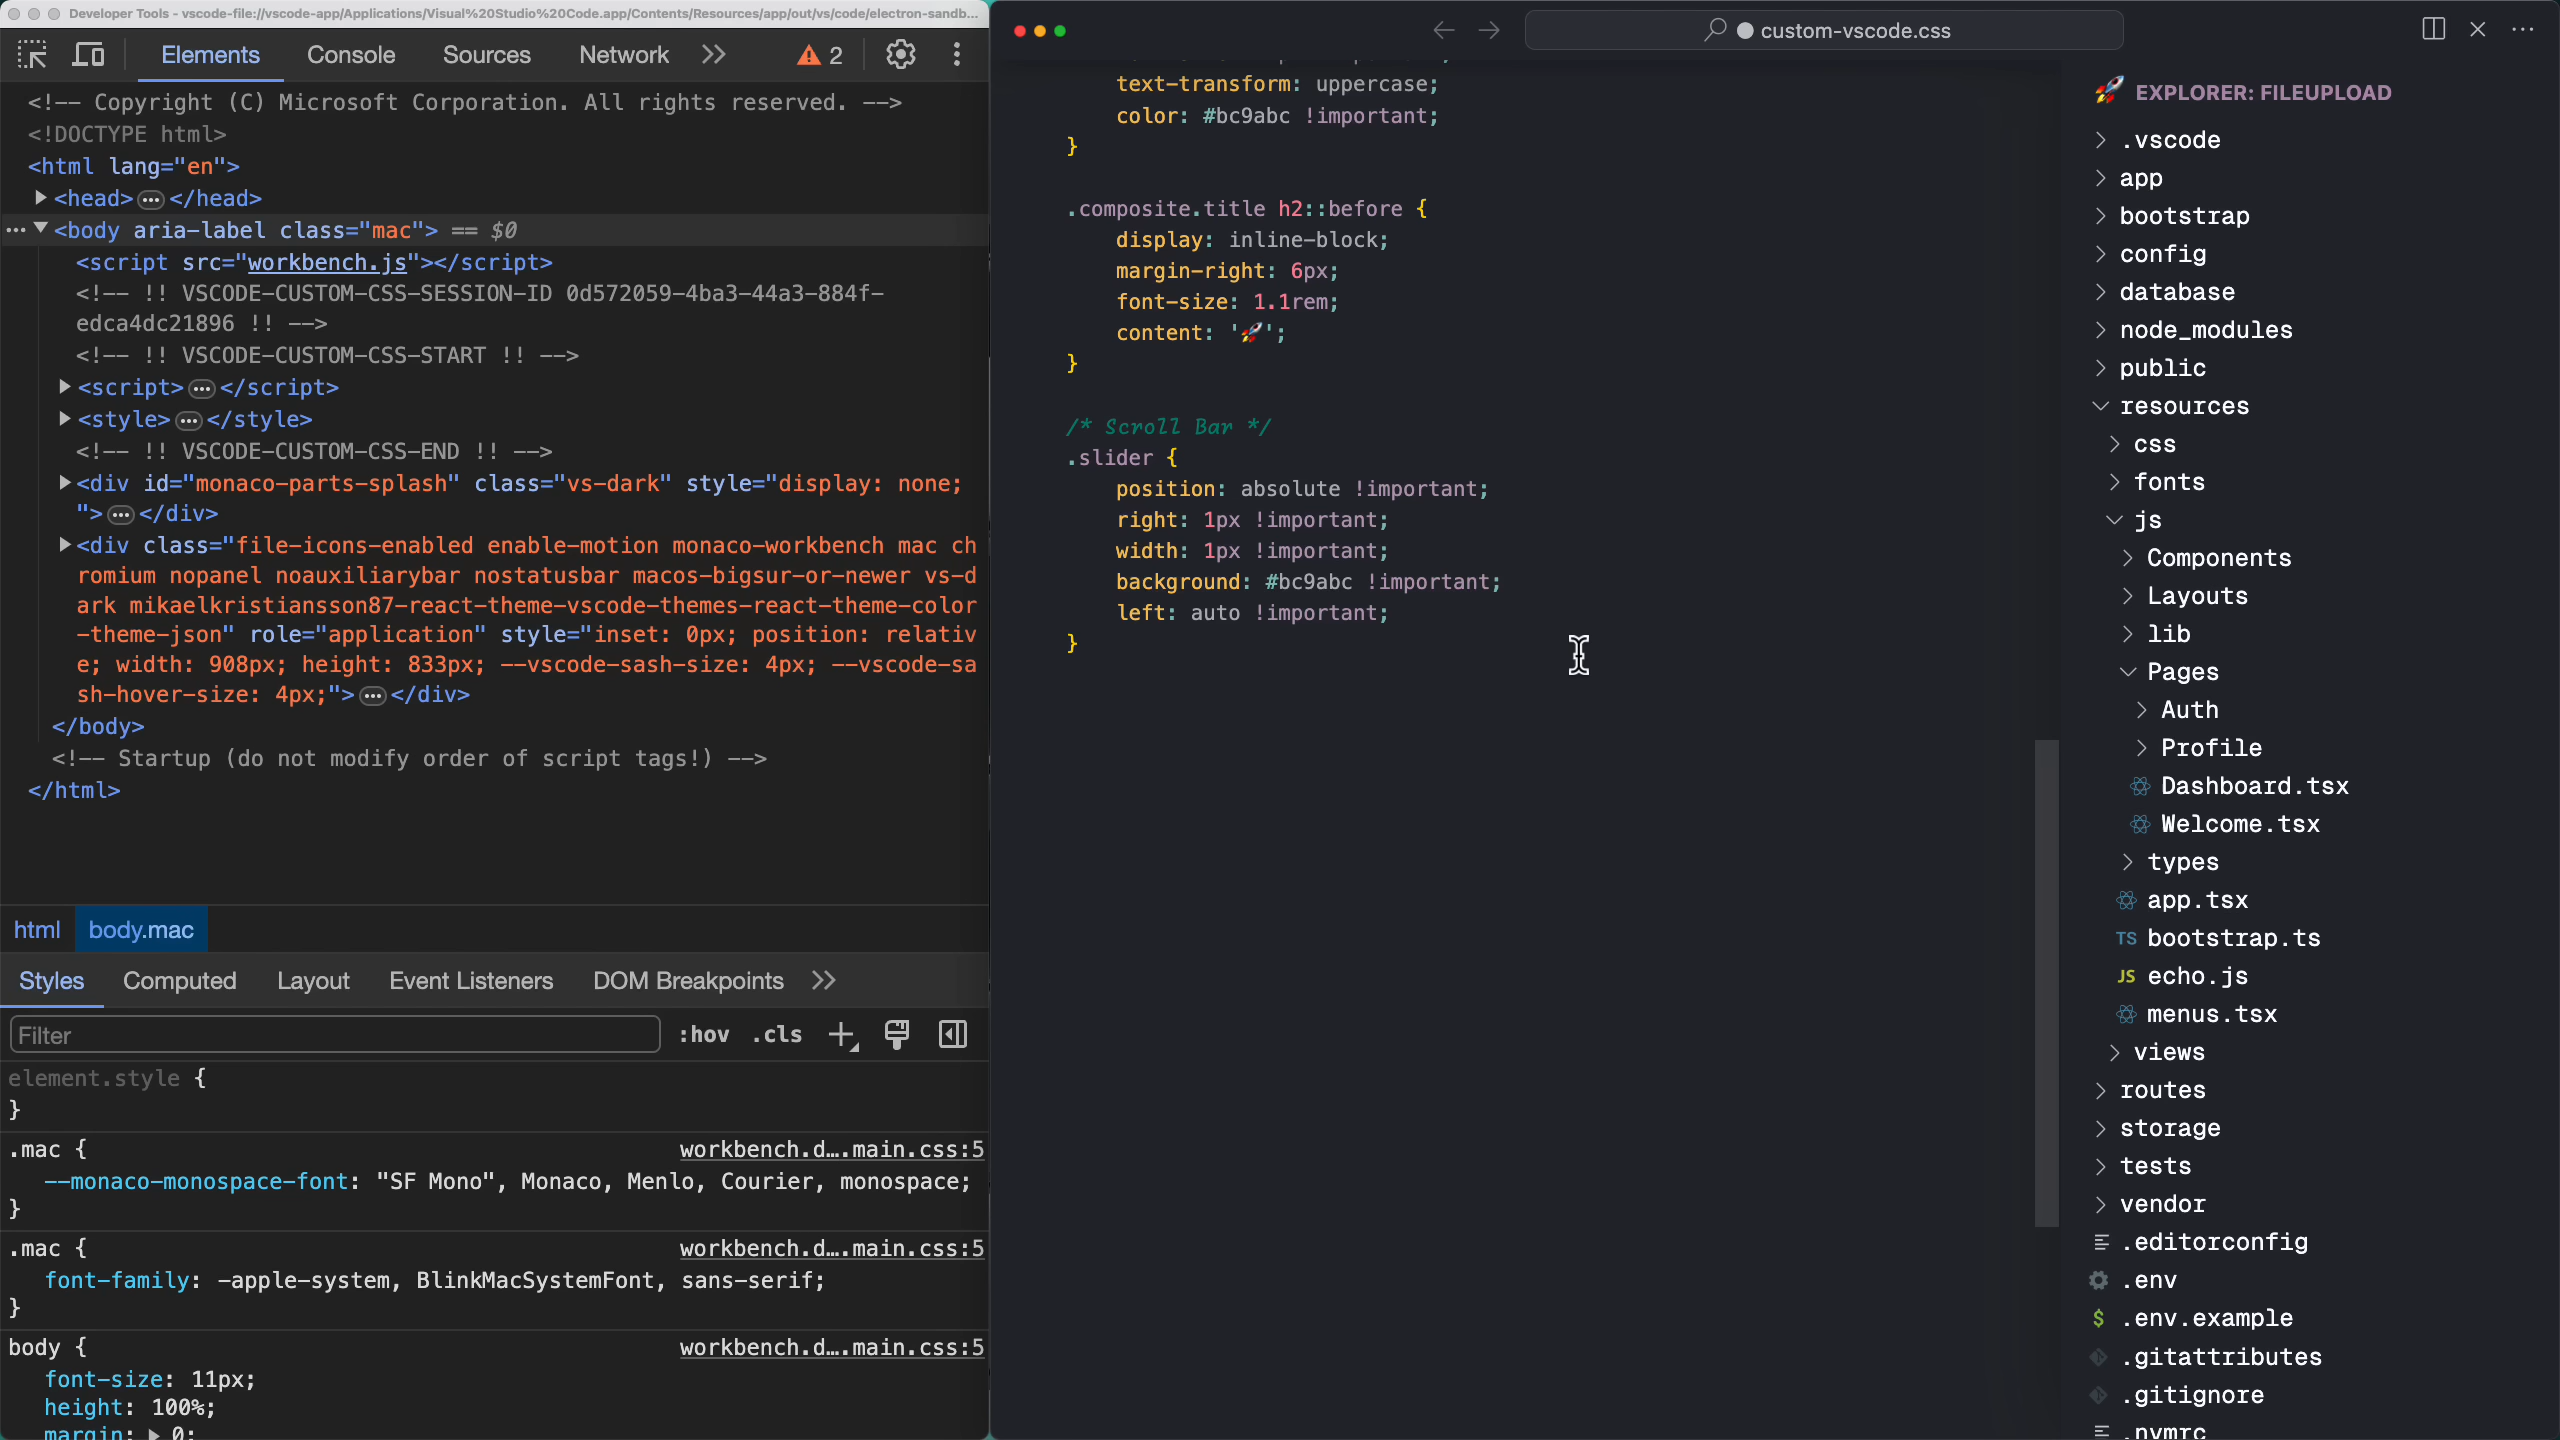 Developer Tools - vscode-file://vscode-app/Applications/Visual%20Studio%20Code.app/Contents/Resources/app/out/vs/code/electron-sandb...
Elements Console Sources Network 2
<!-- Copyright (C) Microsoft Corporation. All rights reserved. -->
<!DOCTYPE html>
<html lang="en">
<head> ... </head>
... <body aria-label class="mac"> == $0
<script src="workbench.js"></script>
<!-- !! VSCODE-CUSTOM-CSS-SESSION-ID 0d572059-4ba3-44a3-884f-
edca4dc21896 !! -->
<!-- !! VSCODE-CUSTOM-CSS-START !! -->
<script> ... </script>
<style> ... </style>
<!-- !! VSCODE-CUSTOM-CSS-END !! -->
<div id="monaco-parts-splash" class="vs-dark" style="display: none;
"> ... </div>
<div class="file-icons-enabled enable-motion monaco-workbench mac ch
romium nopanel noauxiliarybar nostatusbar macos-bigsur-or-newer vs-d
ark mikaelkristiansson87-react-theme-vscode-themes-react-theme-color
-theme-json" role="application" style="inset: 0px; position: relativ
e; width: 908px; height: 833px; --vscode-sash-size: 4px; --vscode-sa
sh-hover-size: 4px;"> ... </div>
</body>
<!-- Startup (do not modify order of script tags!) -->
</html>
html body.mac
Styles Computed Layout Event Listeners DOM Breakpoints
Filter :hov .cls
element.style {
}
.mac { workbench.d….main.css:5
--monaco-monospace-font: "SF Mono", Monaco, Menlo, Courier, monospace;
}
.mac { workbench.d….main.css:5
font-family: -apple-system, BlinkMacSystemFont, sans-serif;
}
body { workbench.d….main.css:5
font-size: 11px;
height: 100%;
margin: 0;
custom-vscode.css
text-transform: uppercase;
color: #bc9abc !important;
}
.composite.title h2::before {
display: inline-block;
margin-right: 6px;
font-size: 1.1rem;
content: '🚀';
}
/* Scroll Bar */
.slider {
position: absolute !important;
right: 1px !important;
width: 1px !important;
background: #bc9abc !important;
left: auto !important;
}
🚀 EXPLORER: FILEUPLOAD
.vscode
app
bootstrap
config
database
node_modules
public
resources
css
fonts
js
Components
Layouts
lib
Pages
Auth
Profile
Dashboard.tsx
Welcome.tsx
types
app.tsx
TS bootstrap.ts
JS echo.js
menus.tsx
views
routes
storage
tests
vendor
.editorconfig
.env
$ .env.example
.gitattributes
.gitignore
.nvmrc